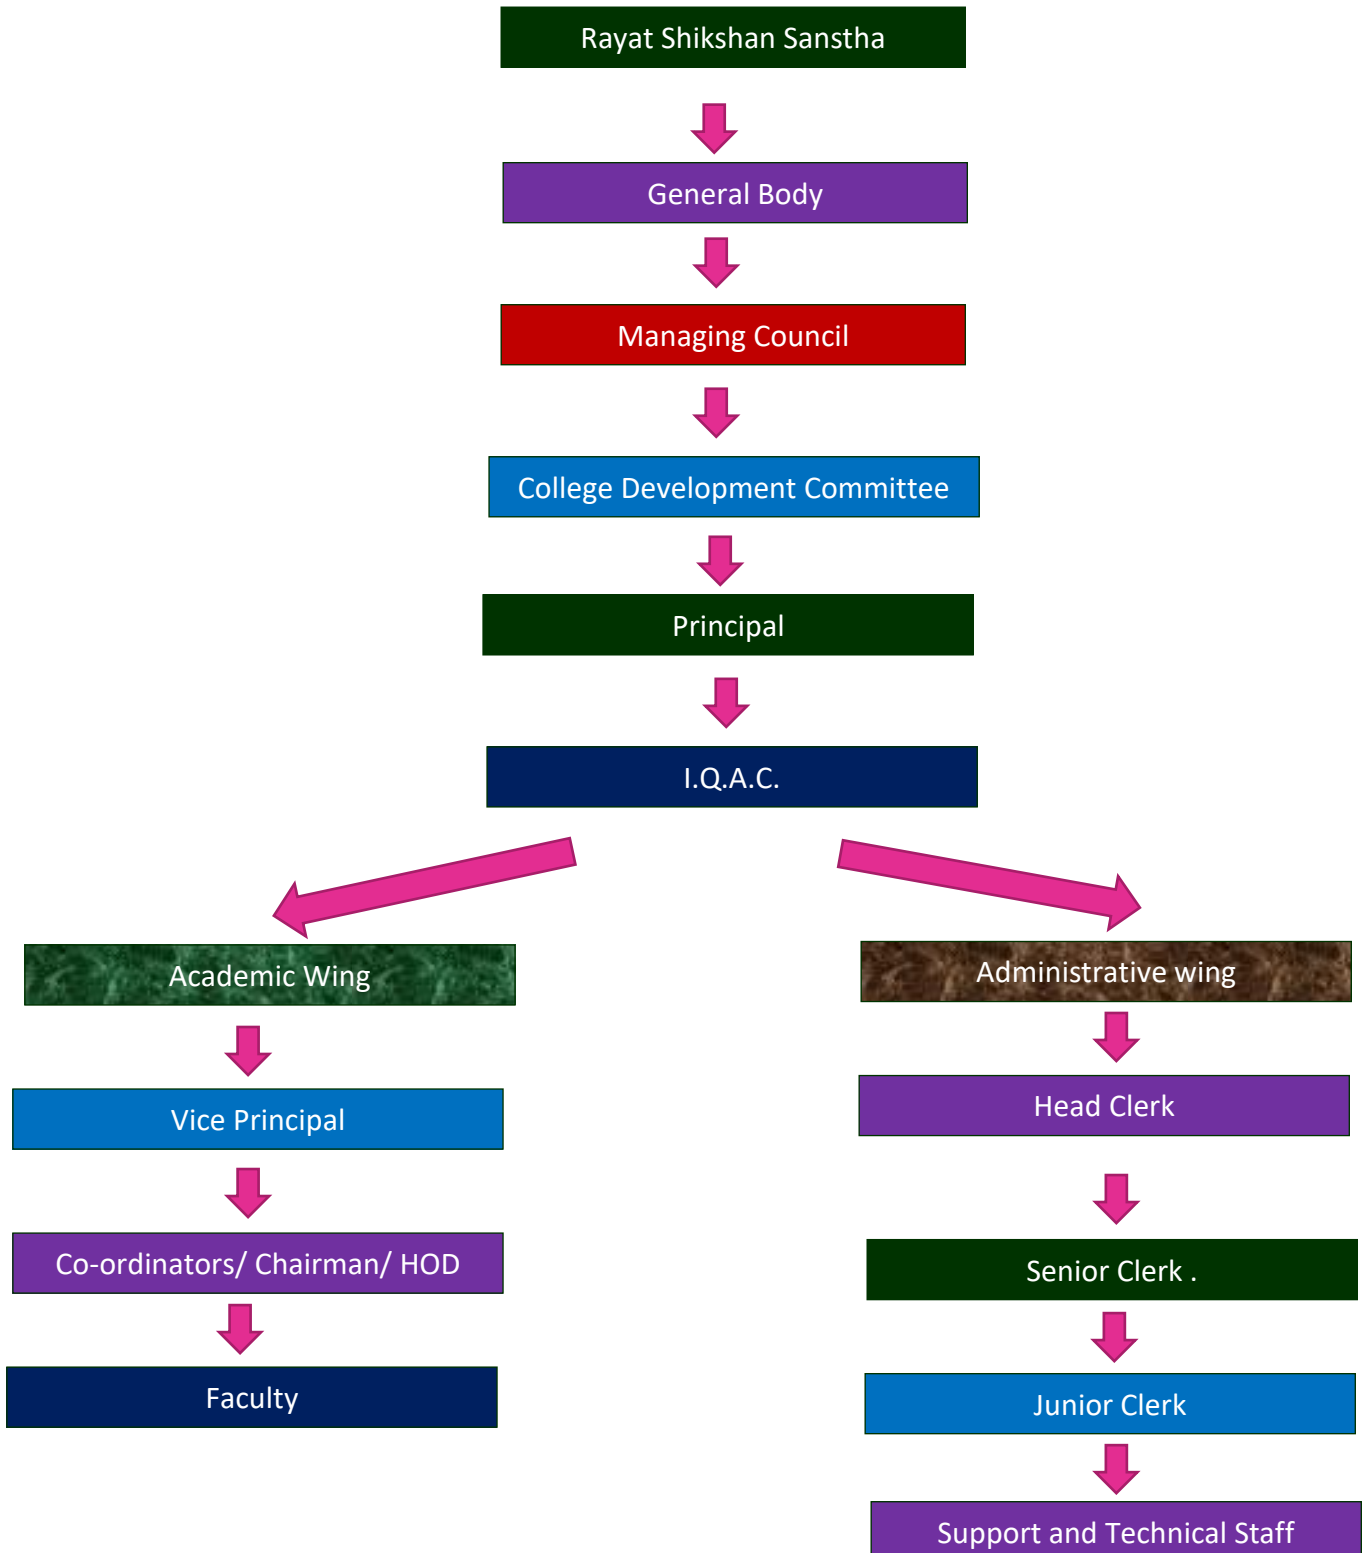 Rayat Shikshan Sanstha
General Body
Managing Council
College Development Committee
Principal
I.Q.A.C.
Academic Wing
Vice Principal
Co-ordinators/ Chairman/ HOD
Faculty
Administrative wing
Head Clerk
Senior Clerk .
Junior Clerk
Support and Technical Staff